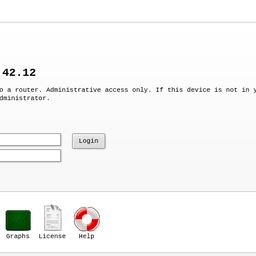 42.12
o a router. Administrative access only. If this device is not in y
dministrator.
Login
Graphs License Help